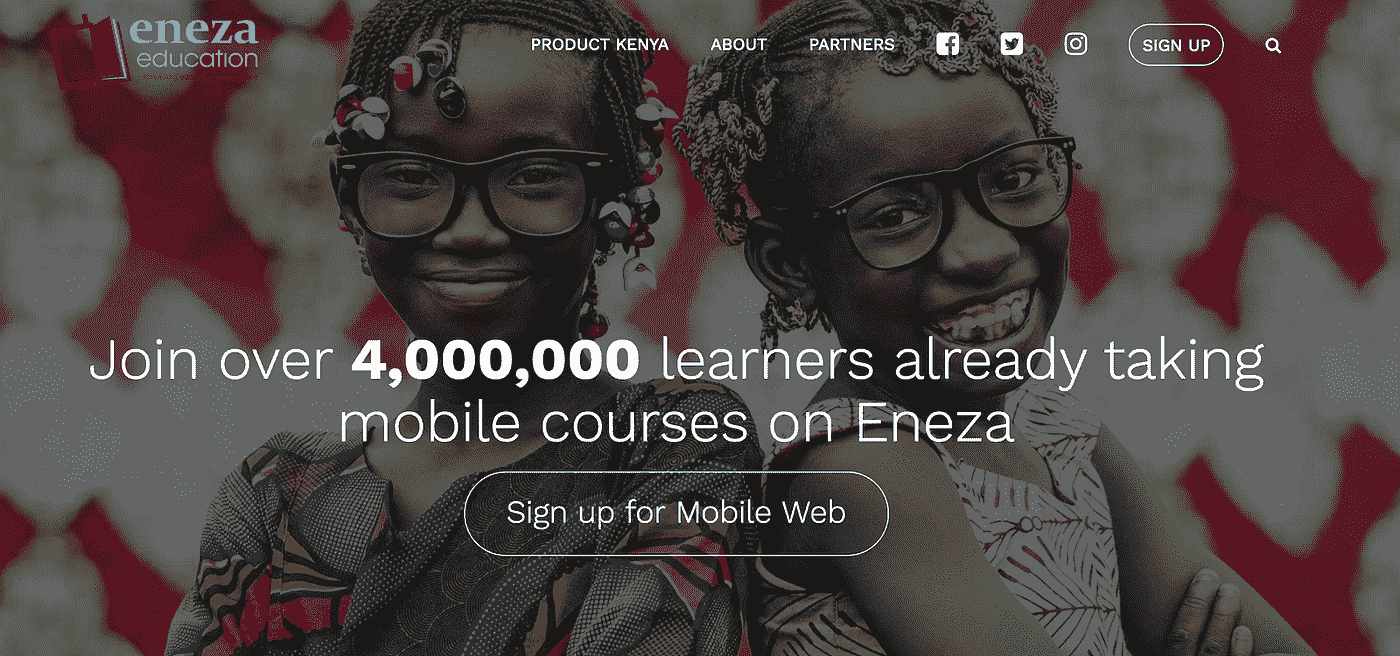 eneza
education
PRODUCT KENYA ABOUT PARTNERS SIGN UP
Join over 4,000,000 learners already taking
mobile courses on Eneza
Sign up for Mobile Web